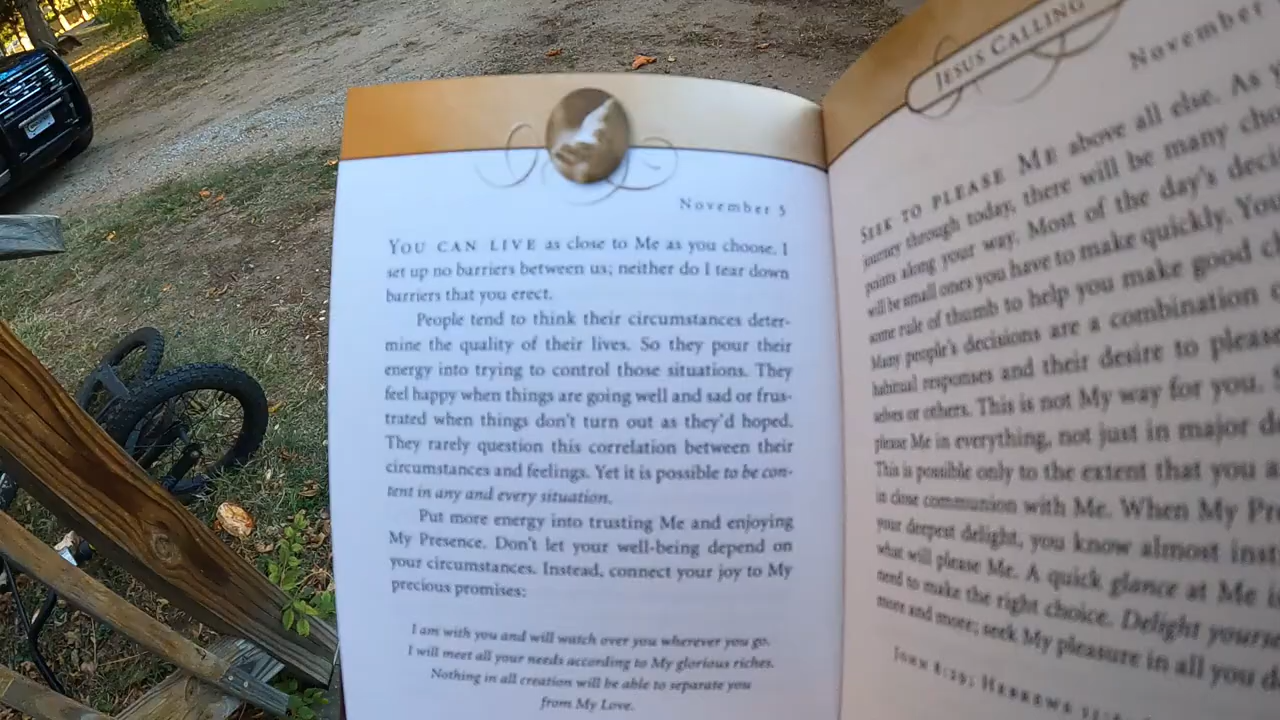 November 5
YOU CAN LIVE as close to Me as you choose. I
set up no barriers between us; neither do I tear down
barriers that you erect.
People tend to think their circumstances deter-
mine the quality of their lives. So they pour their
energy into trying to control those situations. They
feel happy when things are going well and sad or frus-
trated when things don't turn out as they'd hoped.
They rarely question this correlation between their
circumstances and feelings. Yet it is possible to be con-
tent in any and every situation.
Put more energy into trusting Me and enjoying
My Presence. Don't let your well-being depend on
your circumstances. Instead, connect your joy to My
precious promises:
I am with you and will watch over you wherever you go.
I will meet all your needs according to My glorious riches.
Nothing in all creation will be able to separate you
from My Love.
JESUS CALLING
November
SEEK TO PLEASE ME above all else. As
journey through today, there will be many
points along your way. Most of the day's
will be small ones you have to make quickly.
some rule of thumb to help you make good
Many people's decisions are a combination
habitual responses and their desire to
selves or others. This is not My way for you.
please Me in everything, not just in major
This is possible only to the extent that you
in close communion with Me. When My
your deepest delight, you know almost
what will please Me. A quick glance at Me
need to make the right choice. Delight
more and more; seek My pleasure in all you
JOHN 8:29; HEBREWS